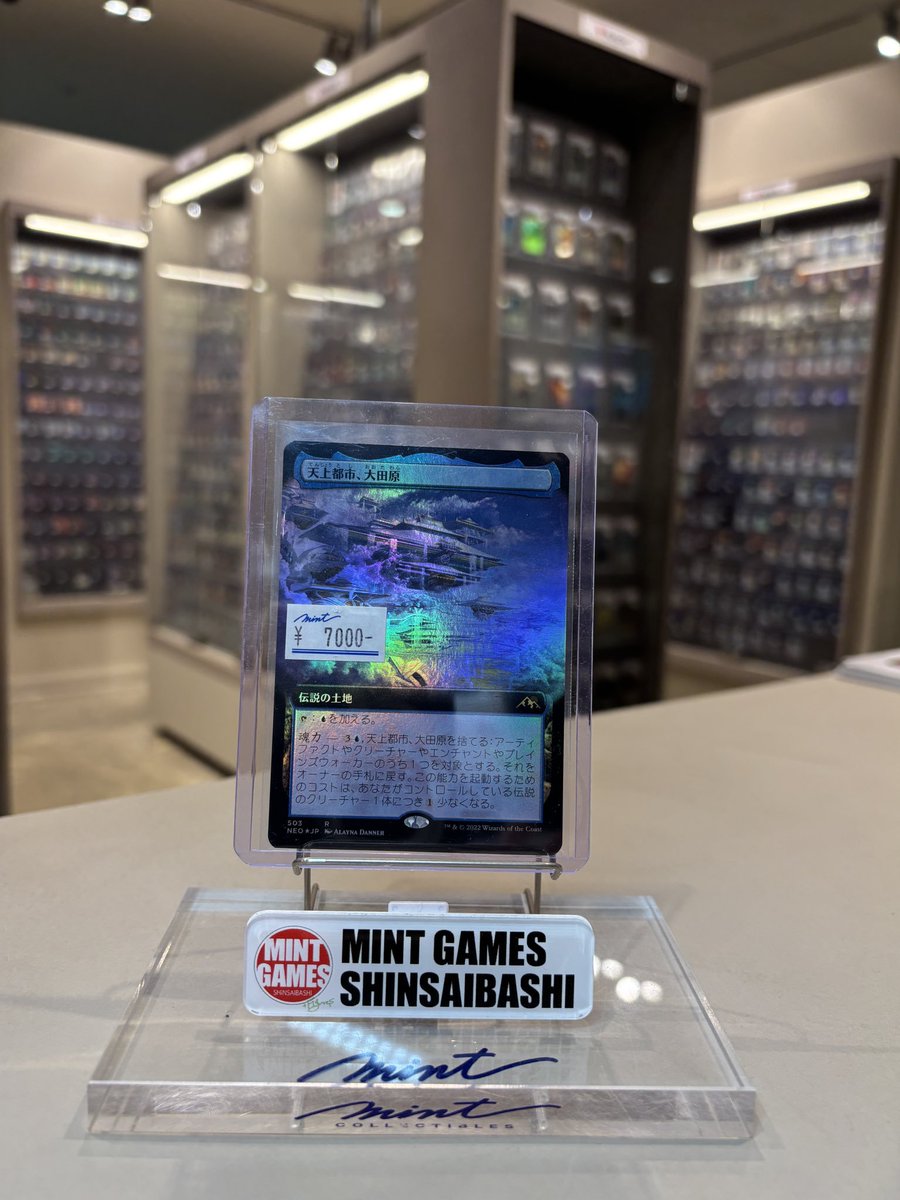 天上都市、大田原
mint
¥ 7000-
伝説の土地
:を加える。
魂力 — 3, 天上都市、大田原を捨てる:アーティ
ファクトやクリーチャーやエンチャントやプレイ
ンズウォーカーのうち1つを対象とする。それを
オーナーの手札に戻す。この能力を起動するため
のコストは、あなたがコントロールしている伝説
のクリーチャー1体につき1少なくなる。
503 R
NEO★JP ALAYNA DANNER
™ & © 2022 Wizards of the Coast
MINT
GAMES
SHINSAIBASHI
MINT GAMES
SHINSAIBASHI
mint
mint
COLLECTIBLES